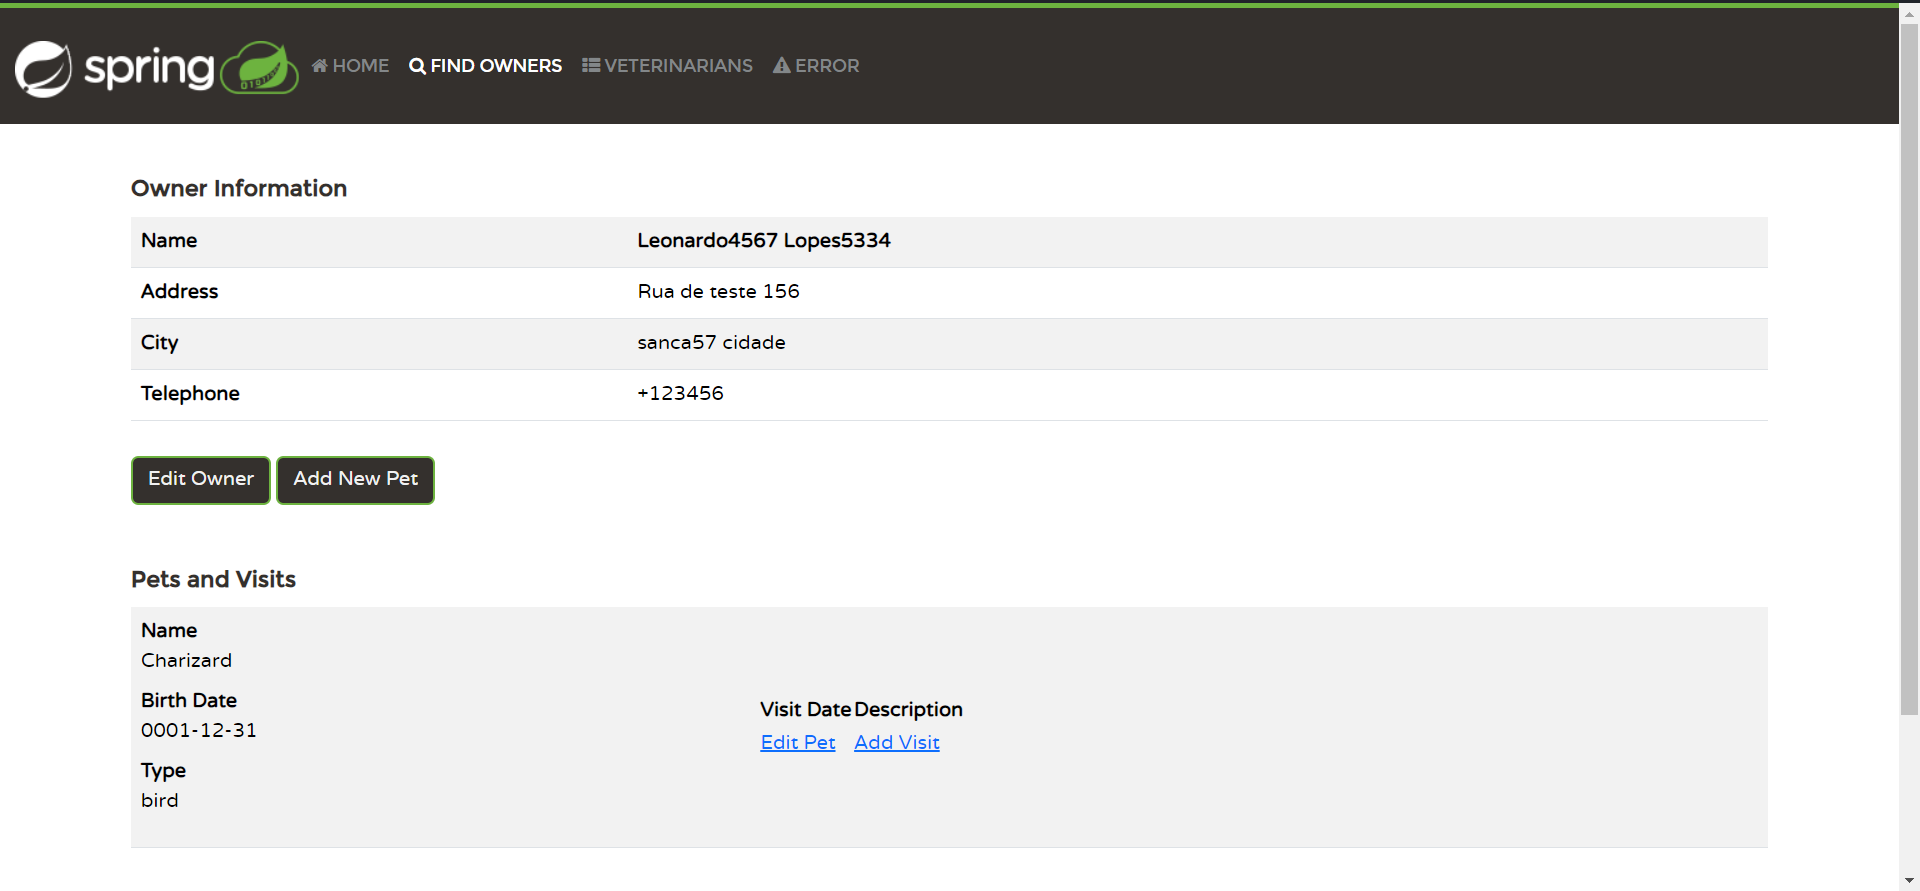 spring HOME FIND OWNERS VETERINARIANS ERROR
Owner Information
Name Leonardo4567 Lopes5334
Address Rua de teste 156
City sanca57 cidade
Telephone +123456
Edit Owner Add New Pet
Pets and Visits
Name
Charizard
Birth Date
0001-12-31
Type
bird
Visit Date Description
Edit Pet Add Visit